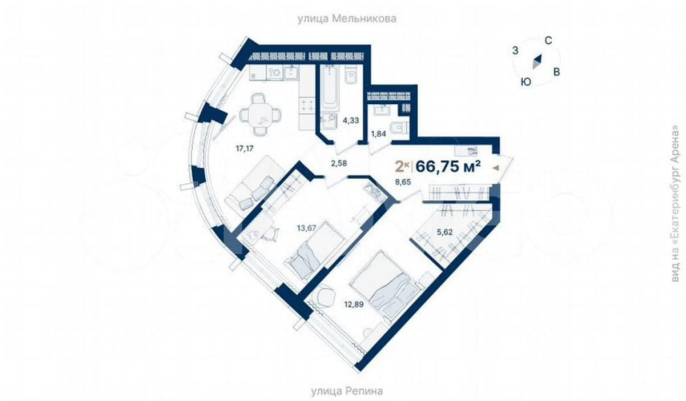 улица Мельникова
С
З
В
Ю
4,33
1,84
17,17
2,58
2к 66,75 м²
8,65
13,67
5,62
12,89
вид на «Екатеринбург Арена»
улица Репина